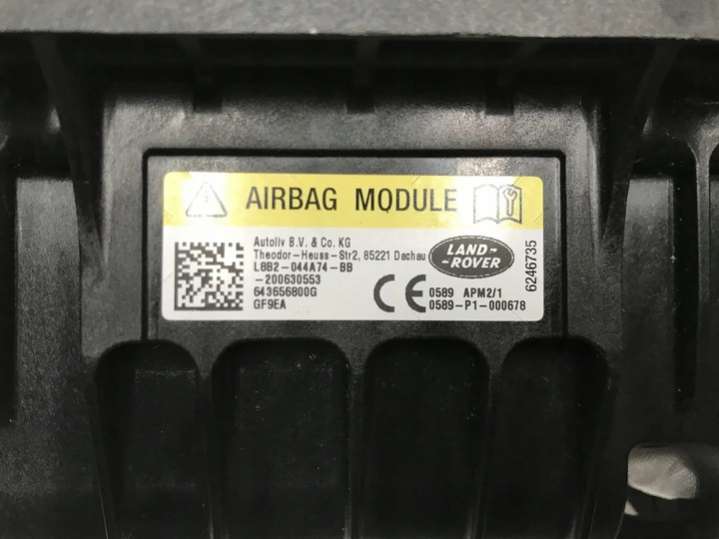 AIRBAG MODULE
Autoliv B.V. & Co. KG
Theodor-Heuss-Str2, 85221 Dachau
L8B2-044A74-BB
-200630553
643656800G
GF9EA
LAND-
-ROVER
0589 APM2/1
0589-P1-000678
6246735